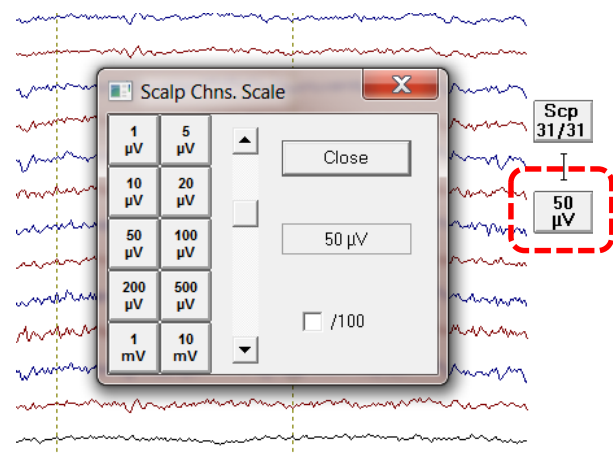 Scalp Chns. Scale
X
1 µV
5 µV
10 µV
20 µV
50 µV
100 µV
200 µV
500 µV
1 mV
10 mV
Close
50 µV
/100
Scp
31/31
50
µV